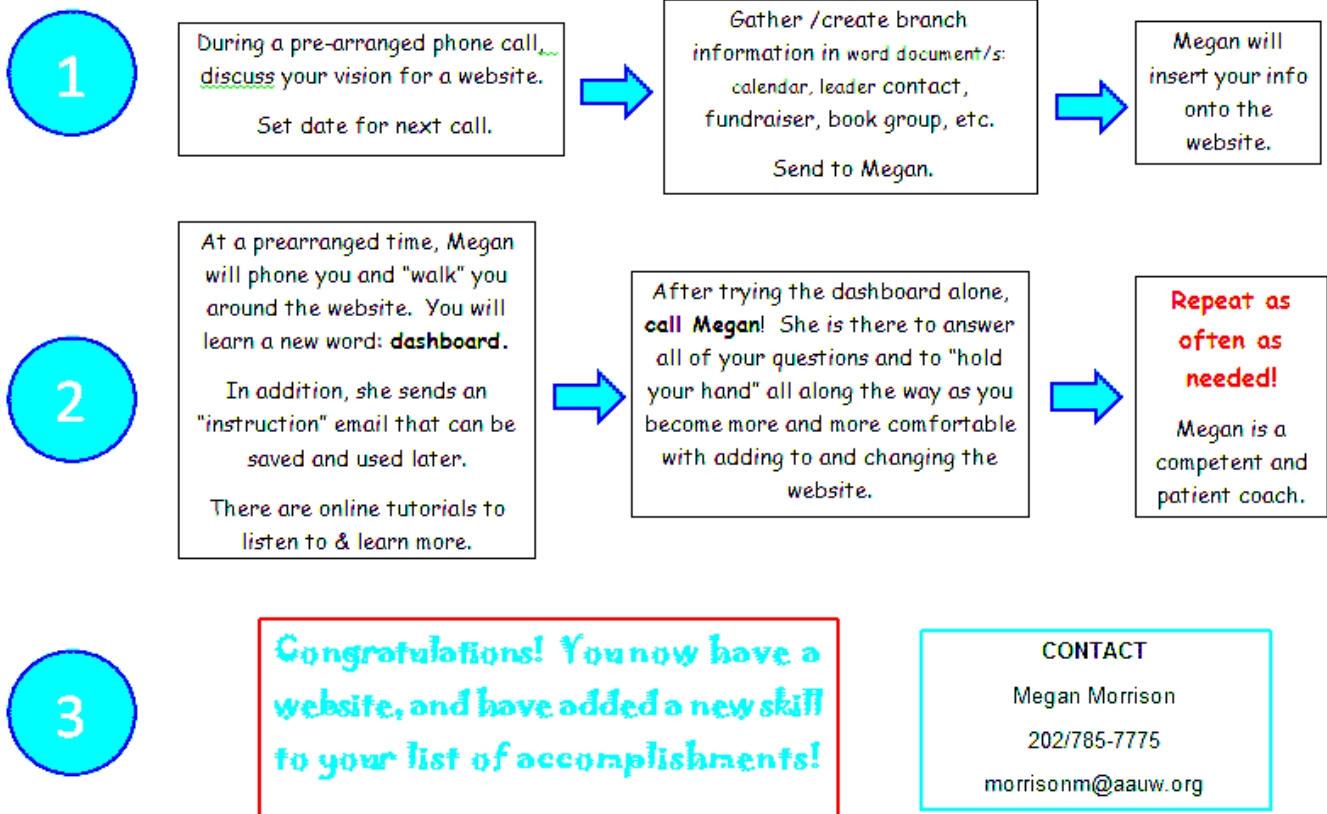 1
During a pre-arranged phone call,
discuss your vision for a website.
Set date for next call.
Gather /create branch
information in word document/s:
calendar, leader contact,
fundraiser, book group, etc.
Send to Megan.
Megan will
insert your info
onto the
website.
2
At a prearranged time, Megan
will phone you and "walk" you
around the website.  You will
learn a new word: dashboard.
In addition, she sends an
"instruction" email that can be
saved and used later.
There are online tutorials to
listen to & learn more.
After trying the dashboard alone,
call Megan!  She is there to answer
all of your questions and to "hold
your hand" all along the way as you
become more and more comfortable
with adding to and changing the
website.
Repeat as
often as
needed!
Megan is a
competent and
patient coach.
3
Congratulations!  You now have a
website, and have added a new skill
to your list of accomplishments!
CONTACT
Megan Morrison
202/785-7775
morrisonm@aauw.org